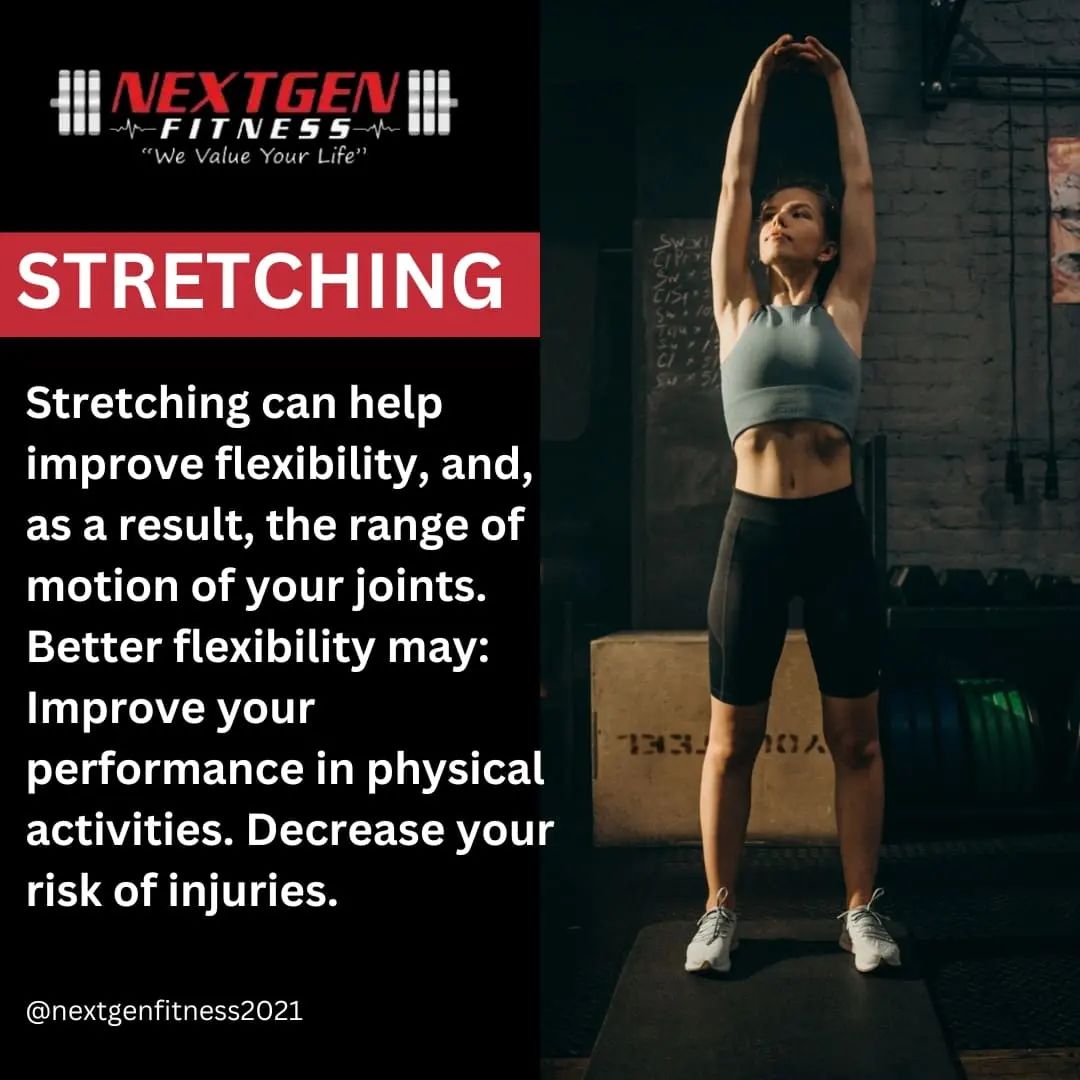 NEXTGEN
FITNESS
"We Value Your Life"
STRETCHING
Stretching can help
improve flexibility, and,
as a result, the range of
motion of your joints.
Better flexibility may:
Improve your
performance in physical
activities. Decrease your
risk of injuries.
@nextgenfitness2021